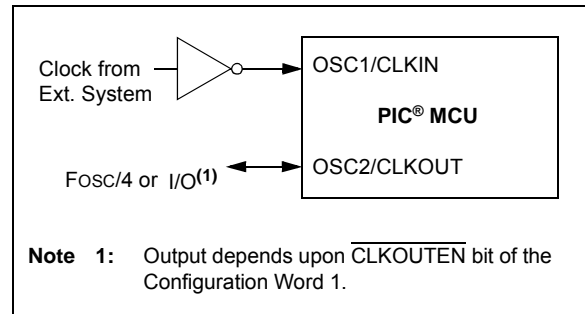 Clock from
Ext. System
OSC1/CLKIN
PIC® MCU
FOSC/4 or I/O(1)
OSC2/CLKOUT
Note 1: Output depends upon CLKOUTEN bit of the
Configuration Word 1.